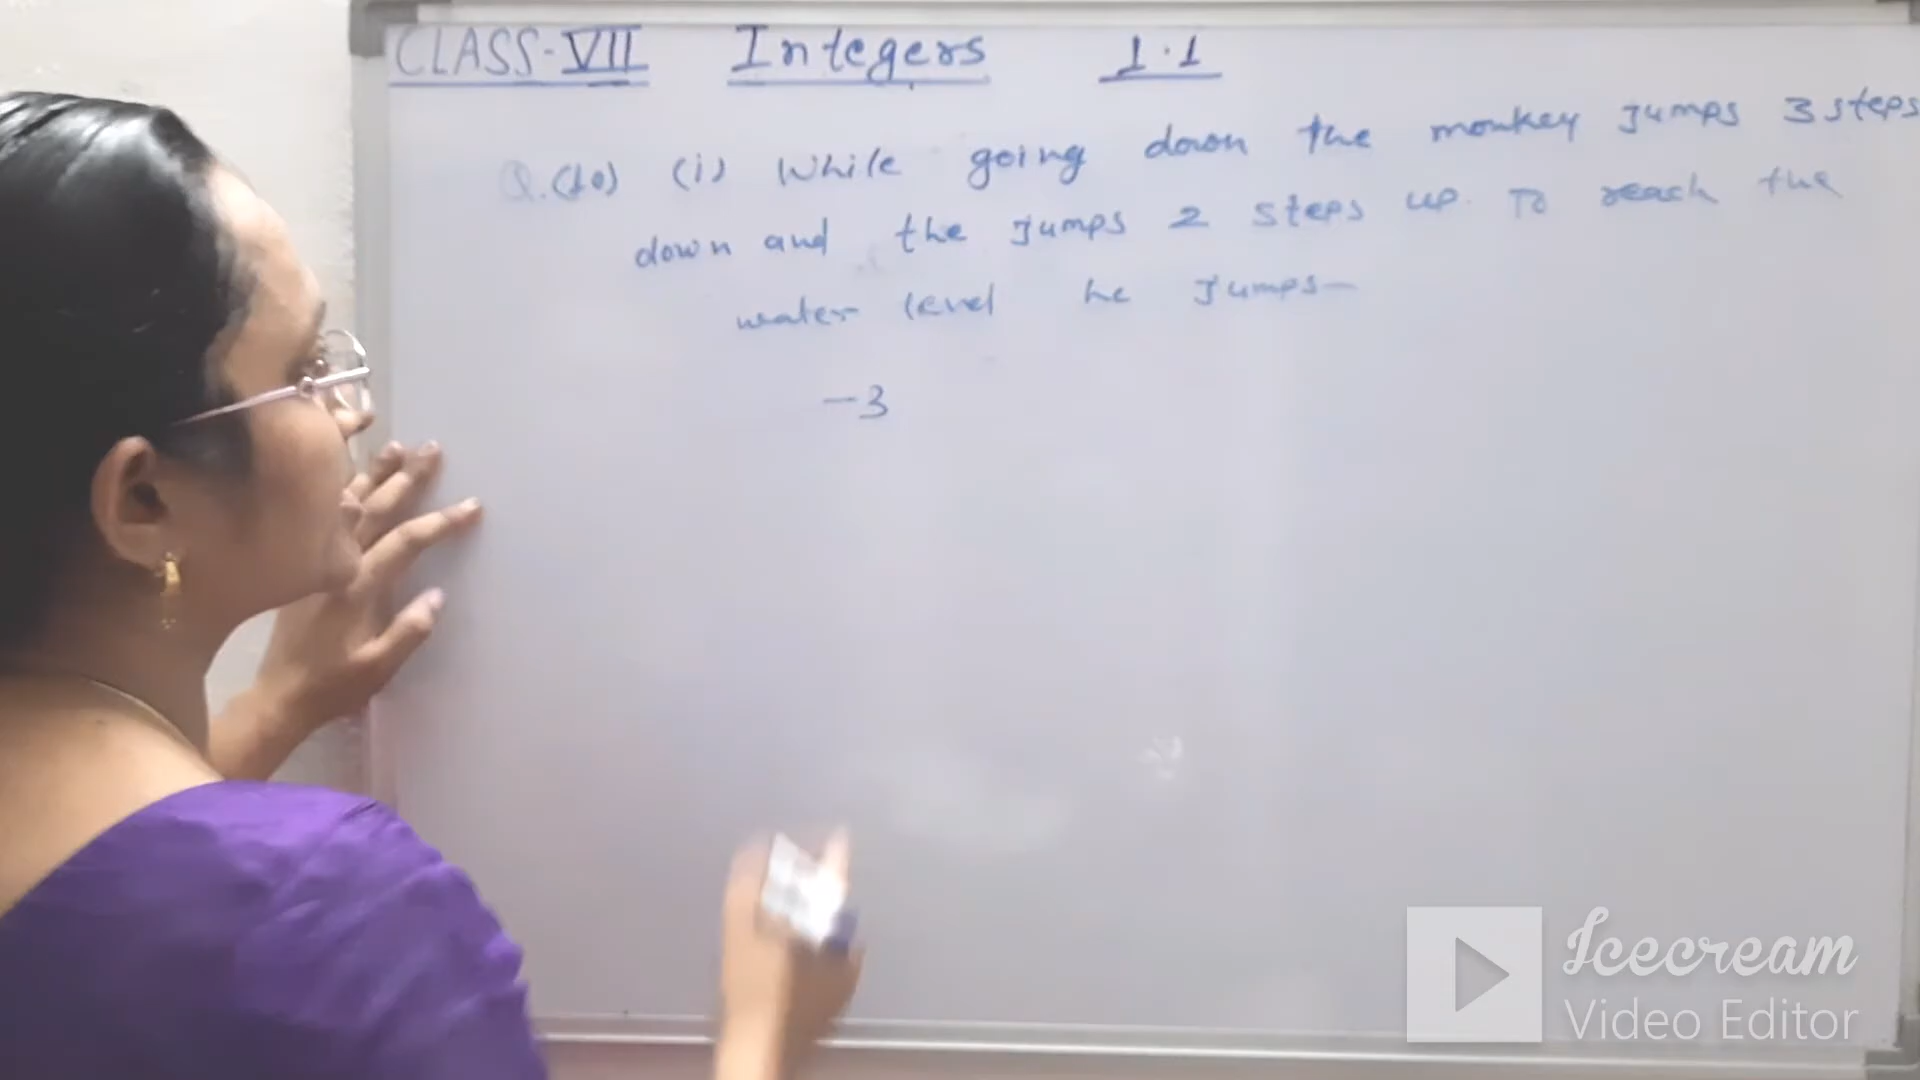 CLASS-VII Integers 1.1
Q.(10) (i) While going down the monkey jumps 3 steps
down and the jumps 2 steps up. To reach the
water level he jumps-
-3
Icecream
Video Editor